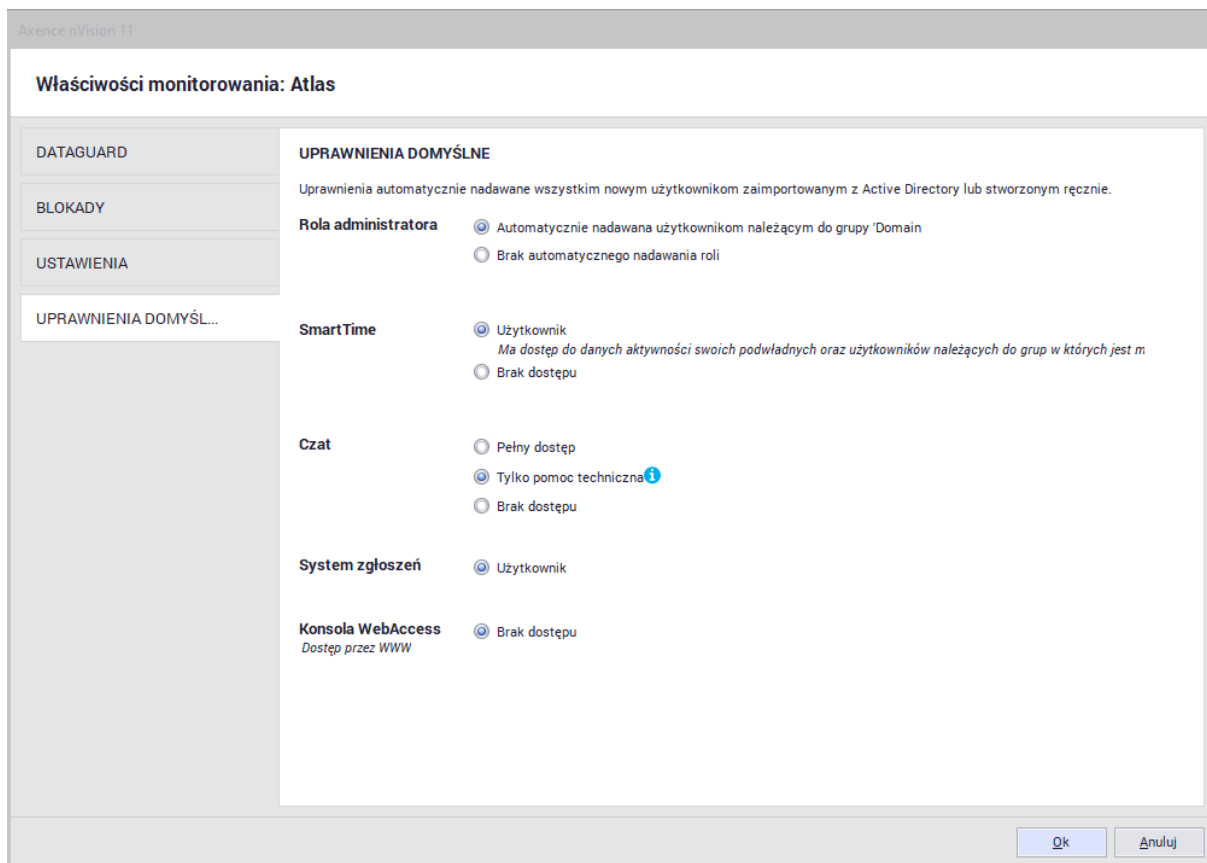 Axence nVision 11
Właściwości monitorowania: Atlas
DATAGUARD
BLOKADY
USTAWIENIA
UPRAWNIENIA DOMYŚL...
UPRAWNIENIA DOMYŚLNE
Uprawnienia automatycznie nadawane wszystkim nowym użytkownikom zaimportowanym z Active Directory lub stworzonym ręcznie.
Rola administratora
Automatycznie nadawana użytkownikom należącym do grupy 'Domain
Brak automatycznego nadawania roli
SmartTime
Użytkownik
Ma dostęp do danych aktywności swoich podwładnych oraz użytkowników należących do grup w których jest m
Brak dostępu
Czat
Pełny dostęp
Tylko pomoc techniczna
Brak dostępu
System zgłoszeń
Użytkownik
Konsola WebAccess
Dostęp przez WWW
Brak dostępu
Ok
Anuluj